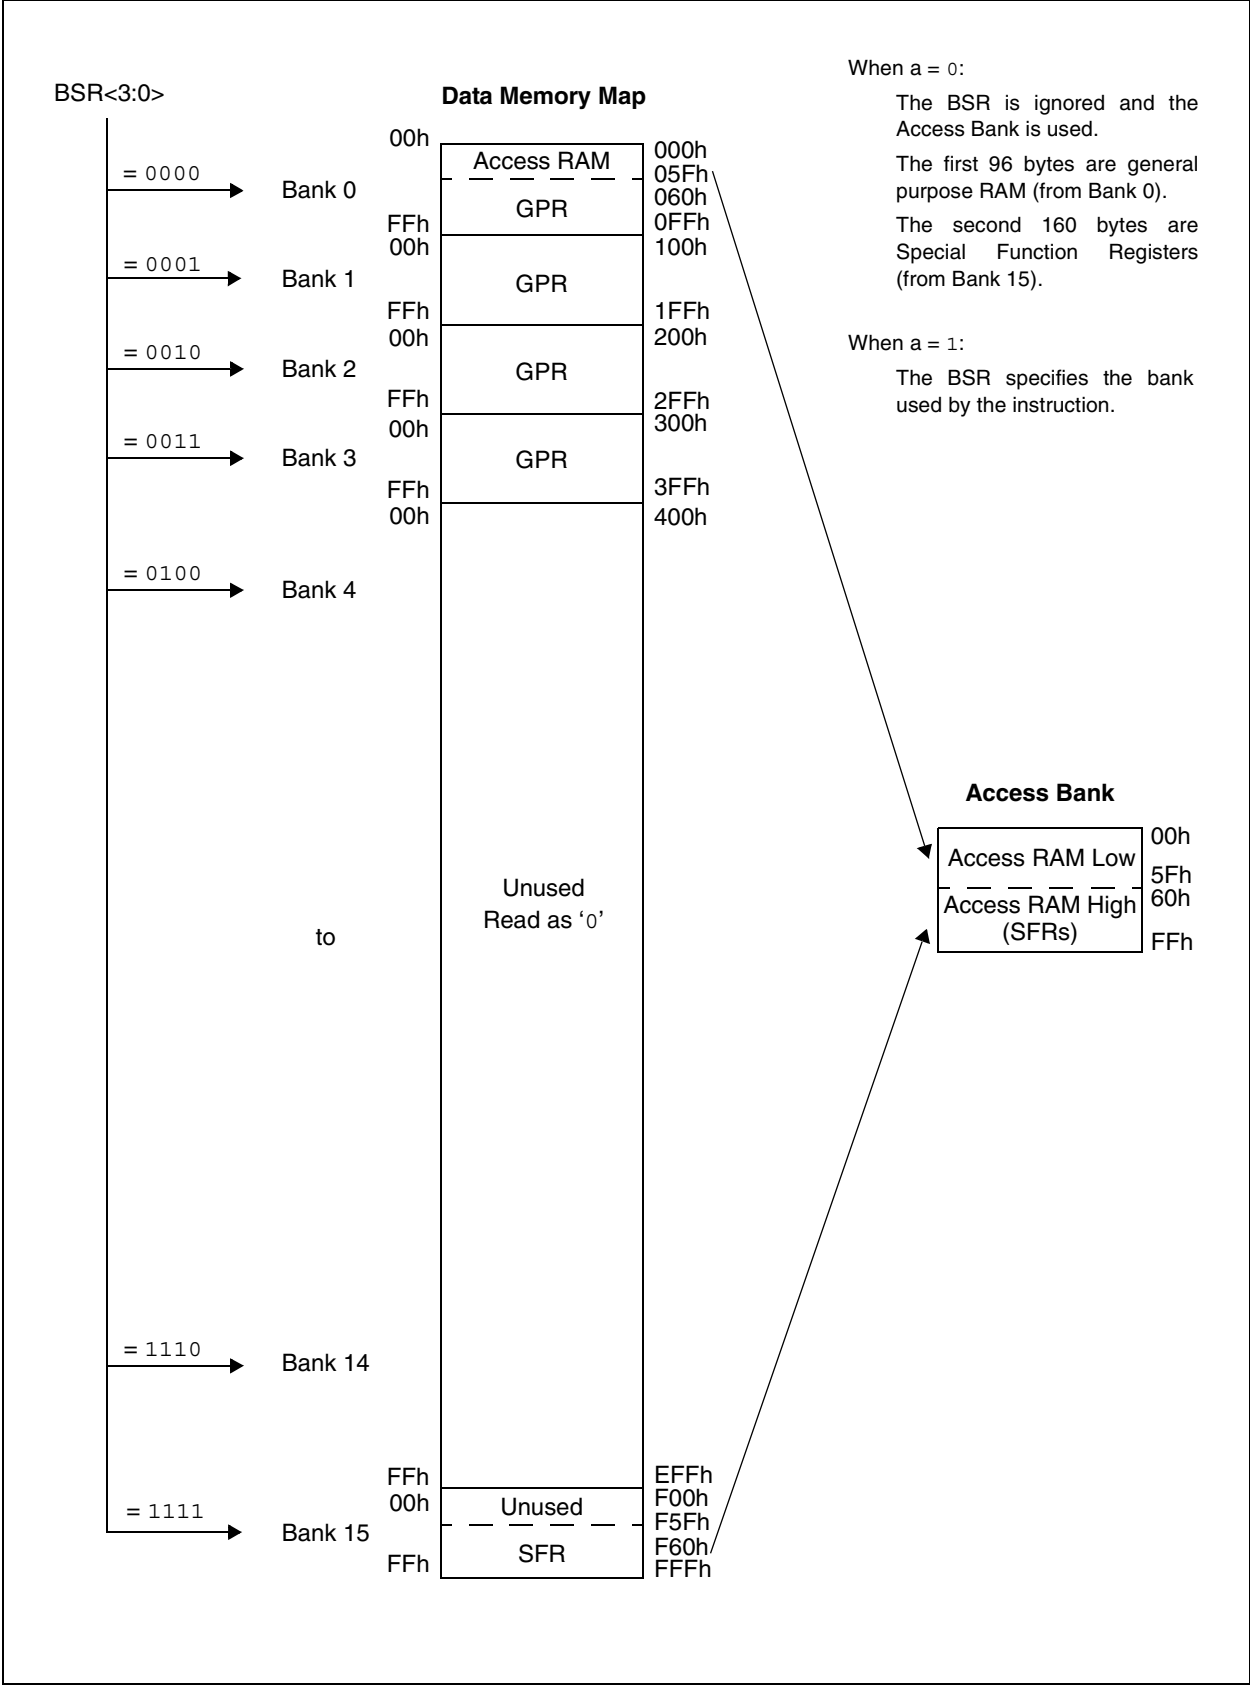 BSR<3:0>
Data Memory Map
When a = 0:
The BSR is ignored and the
Access Bank is used.
The first 96 bytes are general
purpose RAM (from Bank 0).
The second 160 bytes are
Special Function Registers
(from Bank 15).
When a = 1:
The BSR specifies the bank
used by the instruction.
= 0000
Bank 0
00h
Access RAM
000h
05Fh
060h
GPR
FFh
0FFh
= 0001
Bank 1
00h
100h
GPR
FFh
1FFh
= 0010
Bank 2
00h
200h
GPR
FFh
2FFh
= 0011
Bank 3
00h
300h
GPR
FFh
3FFh
00h
400h
= 0100
Bank 4
to
Unused
Read as ‘0’
Access Bank
Access RAM Low
00h
5Fh
Access RAM High
(SFRs)
60h
FFh
= 1110
Bank 14
FFh
EFFh
= 1111
Bank 15
00h
Unused
F00h
F5Fh
F60h
SFR
FFh
FFFh